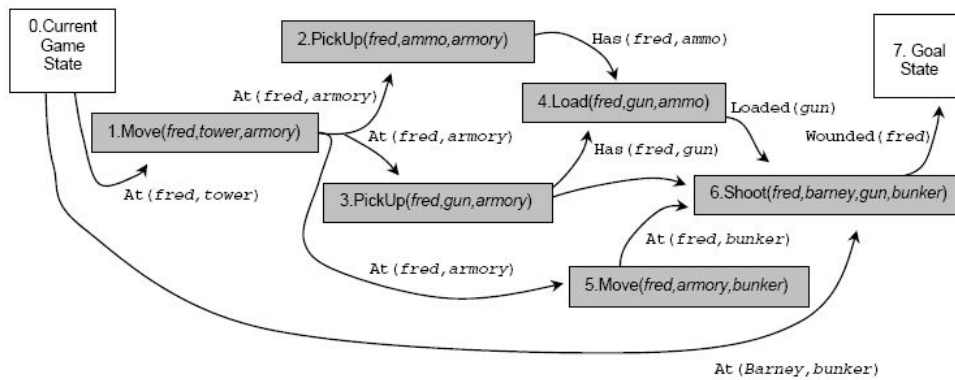 0.Current
Game
State
2.PickUp(fred,ammo,armory)
Has(fred,ammo)
7. Goal
State
At(fred,armory)
4.Load(fred,gun,ammo)
Loaded(gun)
1.Move(fred,tower,armory)
At(fred,armory)
Wounded(fred)
Has(fred,gun)
At(fred,tower)
3.PickUp(fred,gun,armory)
6.Shoot(fred,barney,gun,bunker)
At(fred,bunker)
At(fred,armory)
5.Move(fred,armory,bunker)
At(Barney,bunker)